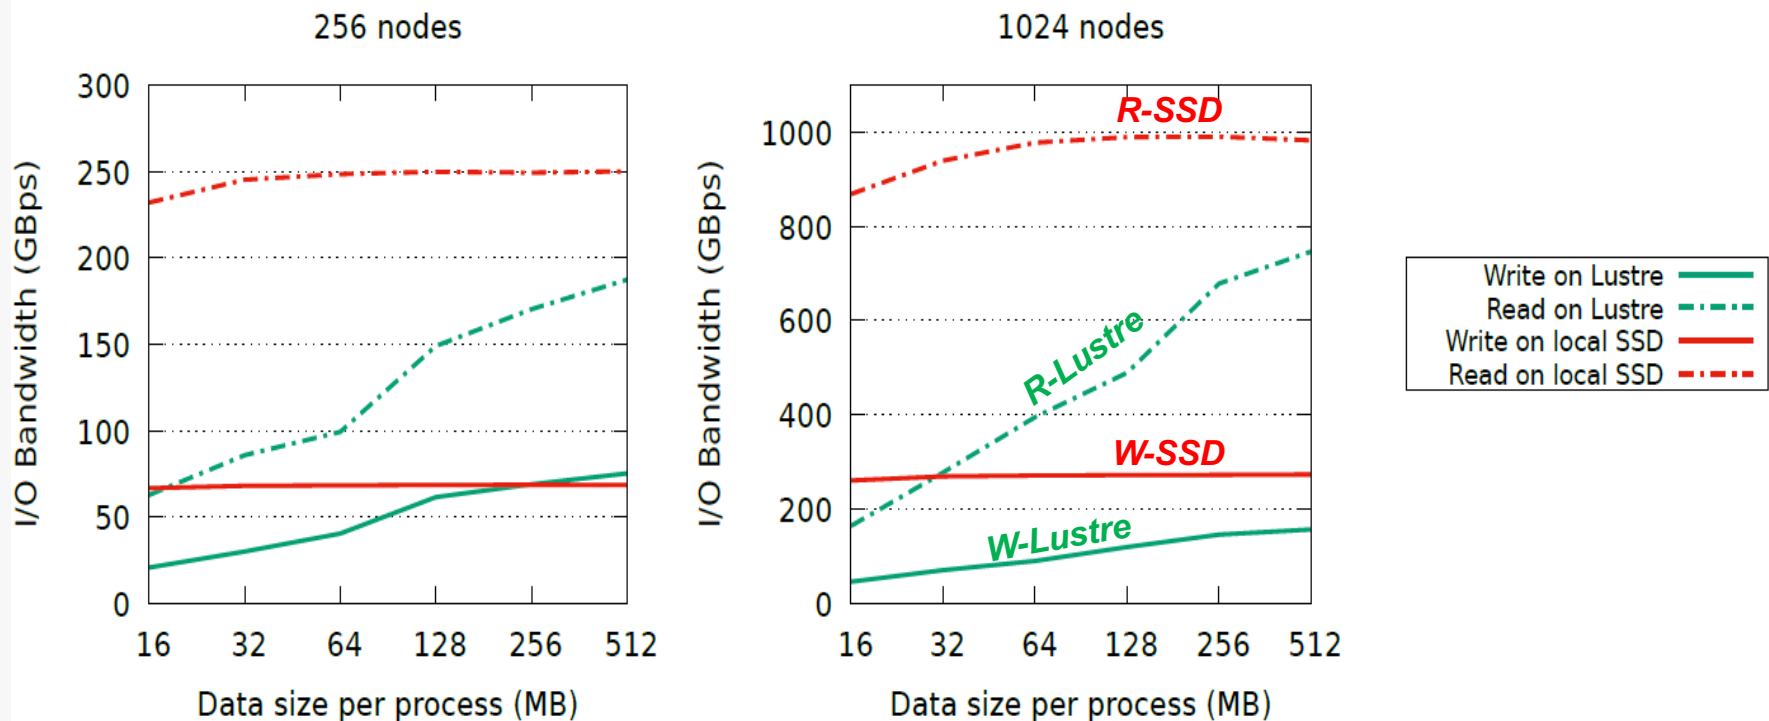 256 nodes
300
250
200
150
100
50
0
16 32 64 128 256 512
I/O Bandwidth (GBps)
Data size per process (MB)
1024 nodes
1000
800
600
400
200
0
16 32 64 128 256 512
I/O Bandwidth (GBps)
Data size per process (MB)
R-SSD
R-Lustre
W-SSD
W-Lustre
Write on Lustre
Read on Lustre
Write on local SSD
Read on local SSD